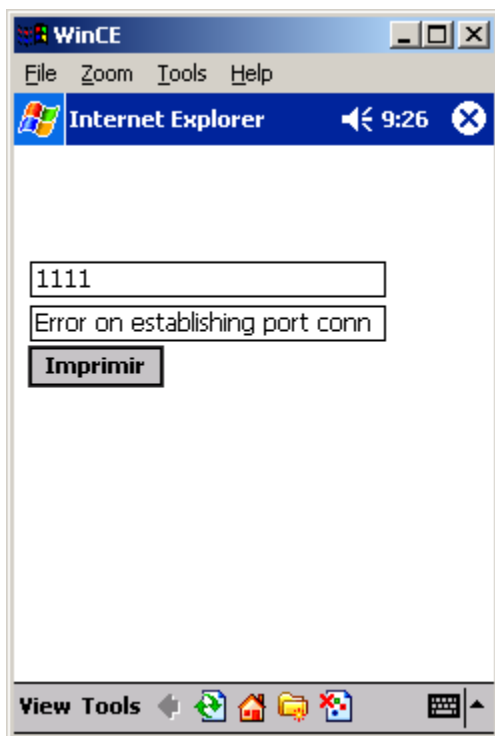 WinCE
File Zoom Tools Help
Internet Explorer 9:26
1111
Error on establishing port conn
Imprimir
View Tools